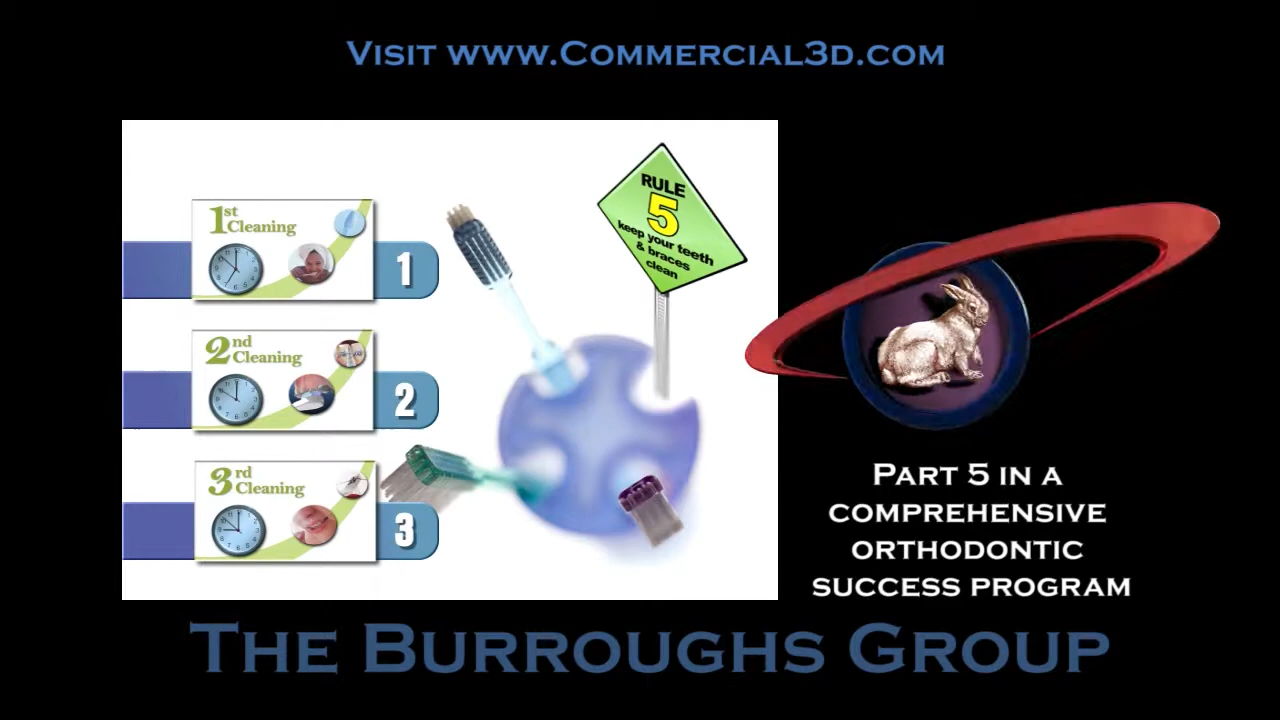 Visit www.Commercial3d.com
1st Cleaning
1
RULE
5
keep your teeth
& braces
clean
2nd Cleaning
2
3rd Cleaning
3
Part 5 in a
comprehensive
orthodontic
success program
The Burroughs Group